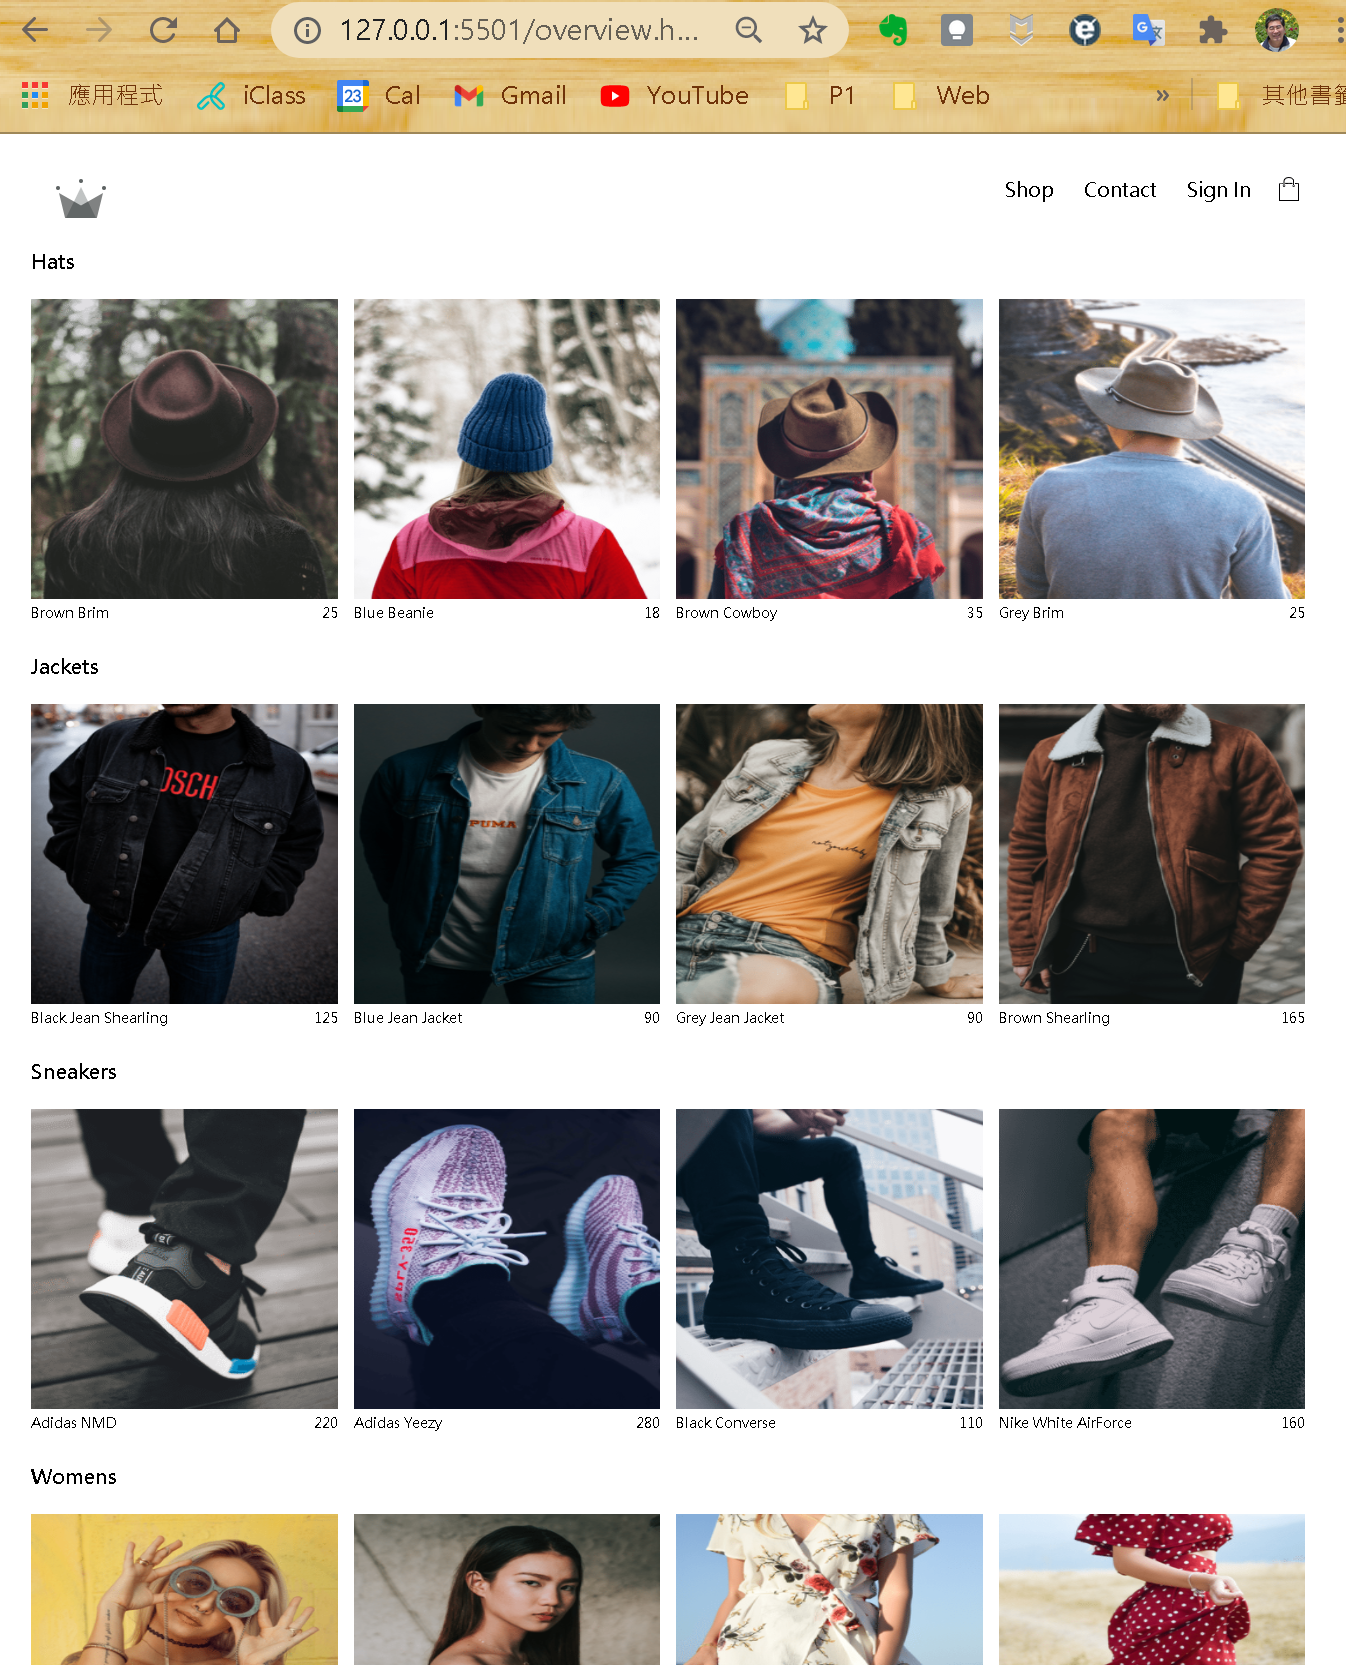 127.0.0.1:5501/overview.h...
應用程式 iClass 23 Cal Gmail YouTube P1 Web » 其他書籤
Shop Contact Sign In
Hats
Brown Brim 25 Blue Beanie 18 Brown Cowboy 35 Grey Brim 25
Jackets
OSCH
PUMA
Black Jean Shearling 125 Blue Jean Jacket 90 Grey Jean Jacket 90 Brown Shearling 165
Sneakers
Adidas NMD 220 Adidas Yeezy 280 Black Converse 110 Nike White AirForce 160
Womens